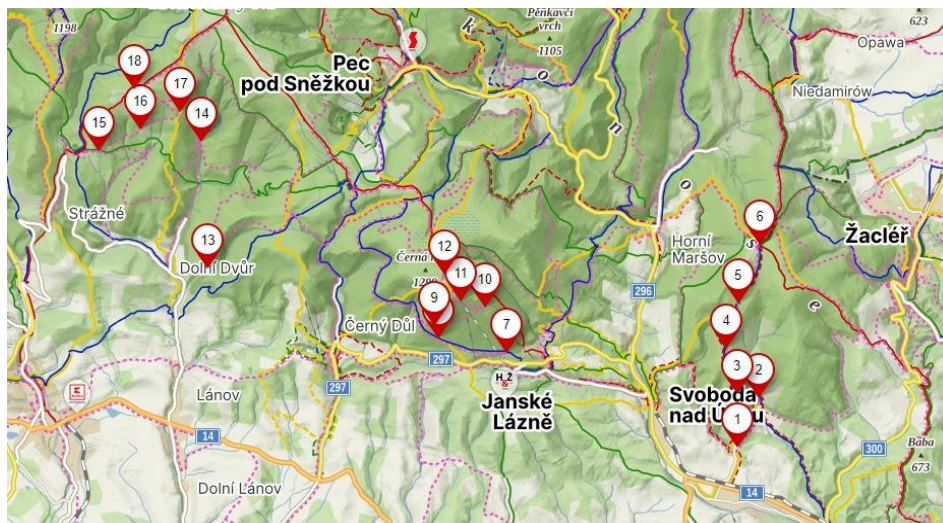 1198
Pěnkavčí
vrch
1105
623
Opawa
Niedamirów
Pec
pod Sněžkou
k
o
n
o
š
e
18
17
16
15
14
13
Strážné
Dolní Dvůr
6
Žacléř
Horní
Maršov
296
5
12
Černá
1299
11
10
9
7
4
Černý Důl
297
297
H Ž
Janské
Lázně
3
2
Svoboda
nad Ú
u
1
Lánov
14
Dolní Lánov
14
300
Baba
673